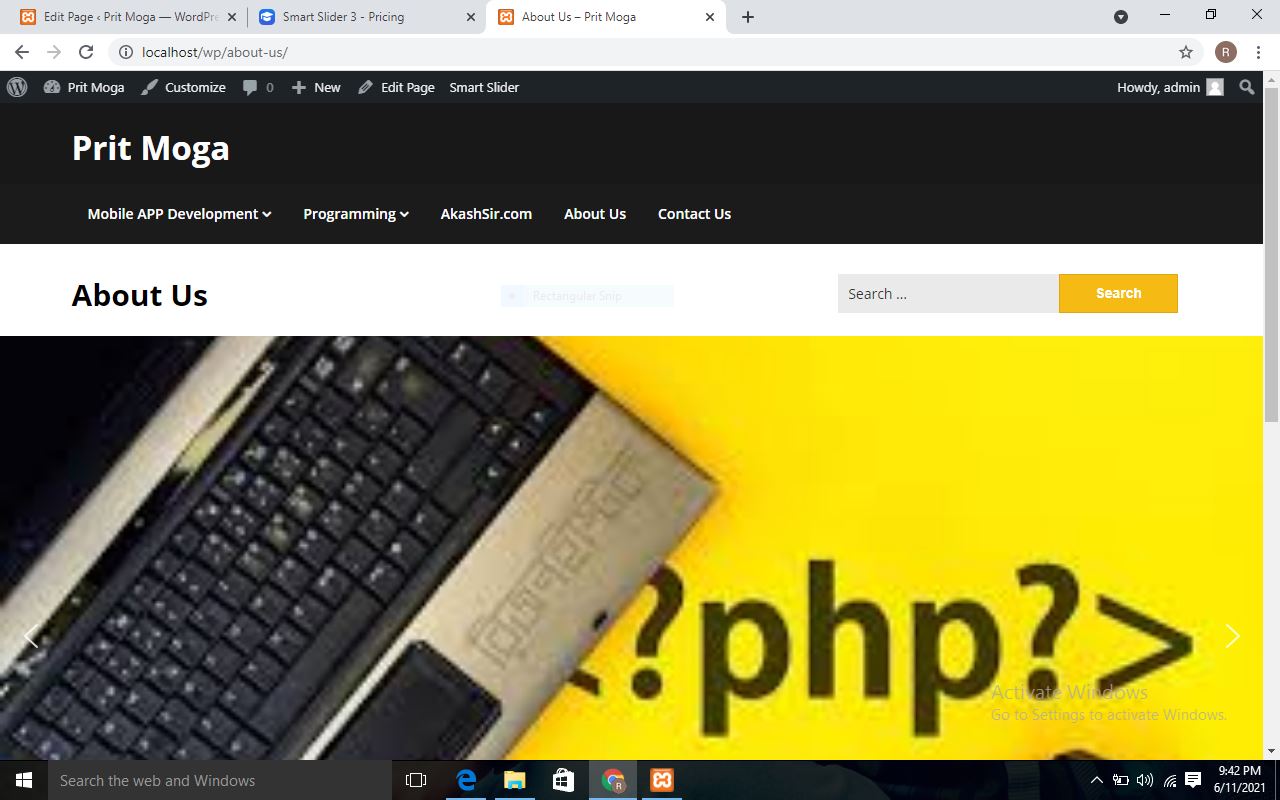 Edit Page ‹ Prit Moga — WordPre
Smart Slider 3 - Pricing
About Us – Prit Moga
localhost/wp/about-us/
R
Prit Moga
Customize
0
New
Edit Page
Smart Slider
Howdy, admin
Prit Moga
Mobile APP Development
Programming
AkashSir.com
About Us
Contact Us
About Us
Rectangular Snip
Search ...
Search
<?php?>
Activate Windows
Go to Settings to activate Windows.
Search the web and Windows
R
9:42 PM
6/11/2021